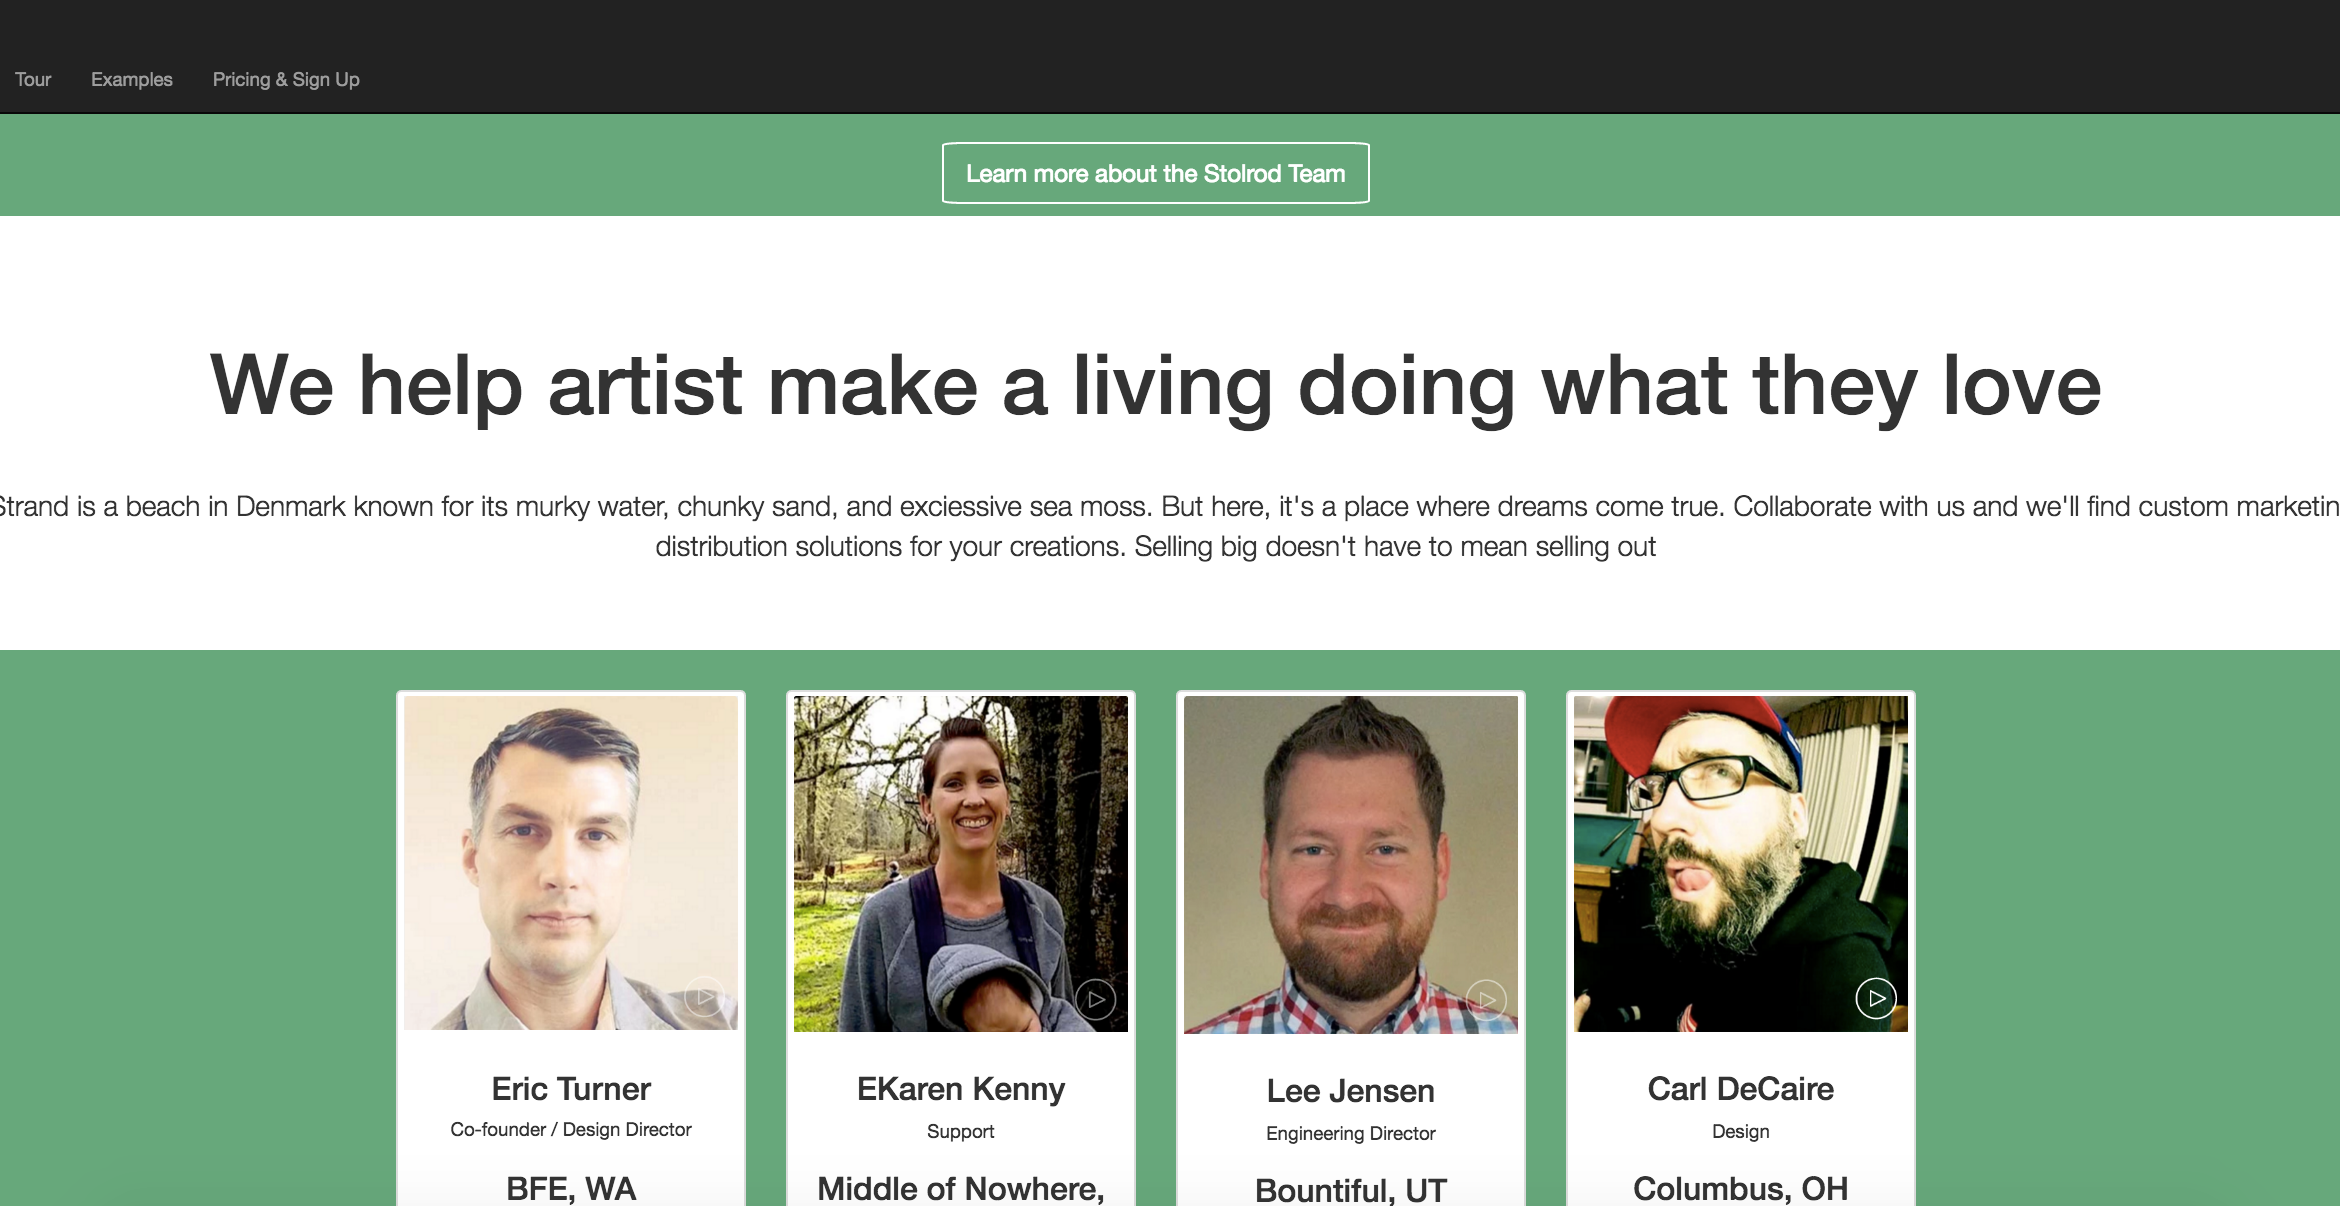 Tour Examples Pricing & Sign Up
Learn more about the Stolrod Team
We help artist make a living doing what they love
Strand is a beach in Denmark known for its murky water, chunky sand, and exciessive sea moss. But here, it's a place where dreams come true. Collaborate with us and we'll find custom marketin
distribution solutions for your creations. Selling big doesn't have to mean selling out
Eric Turner
Co-founder / Design Director
BFE, WA
EKaren Kenny
Support
Middle of Nowhere,
Lee Jensen
Engineering Director
Bountiful, UT
Carl DeCaire
Design
Columbus, OH